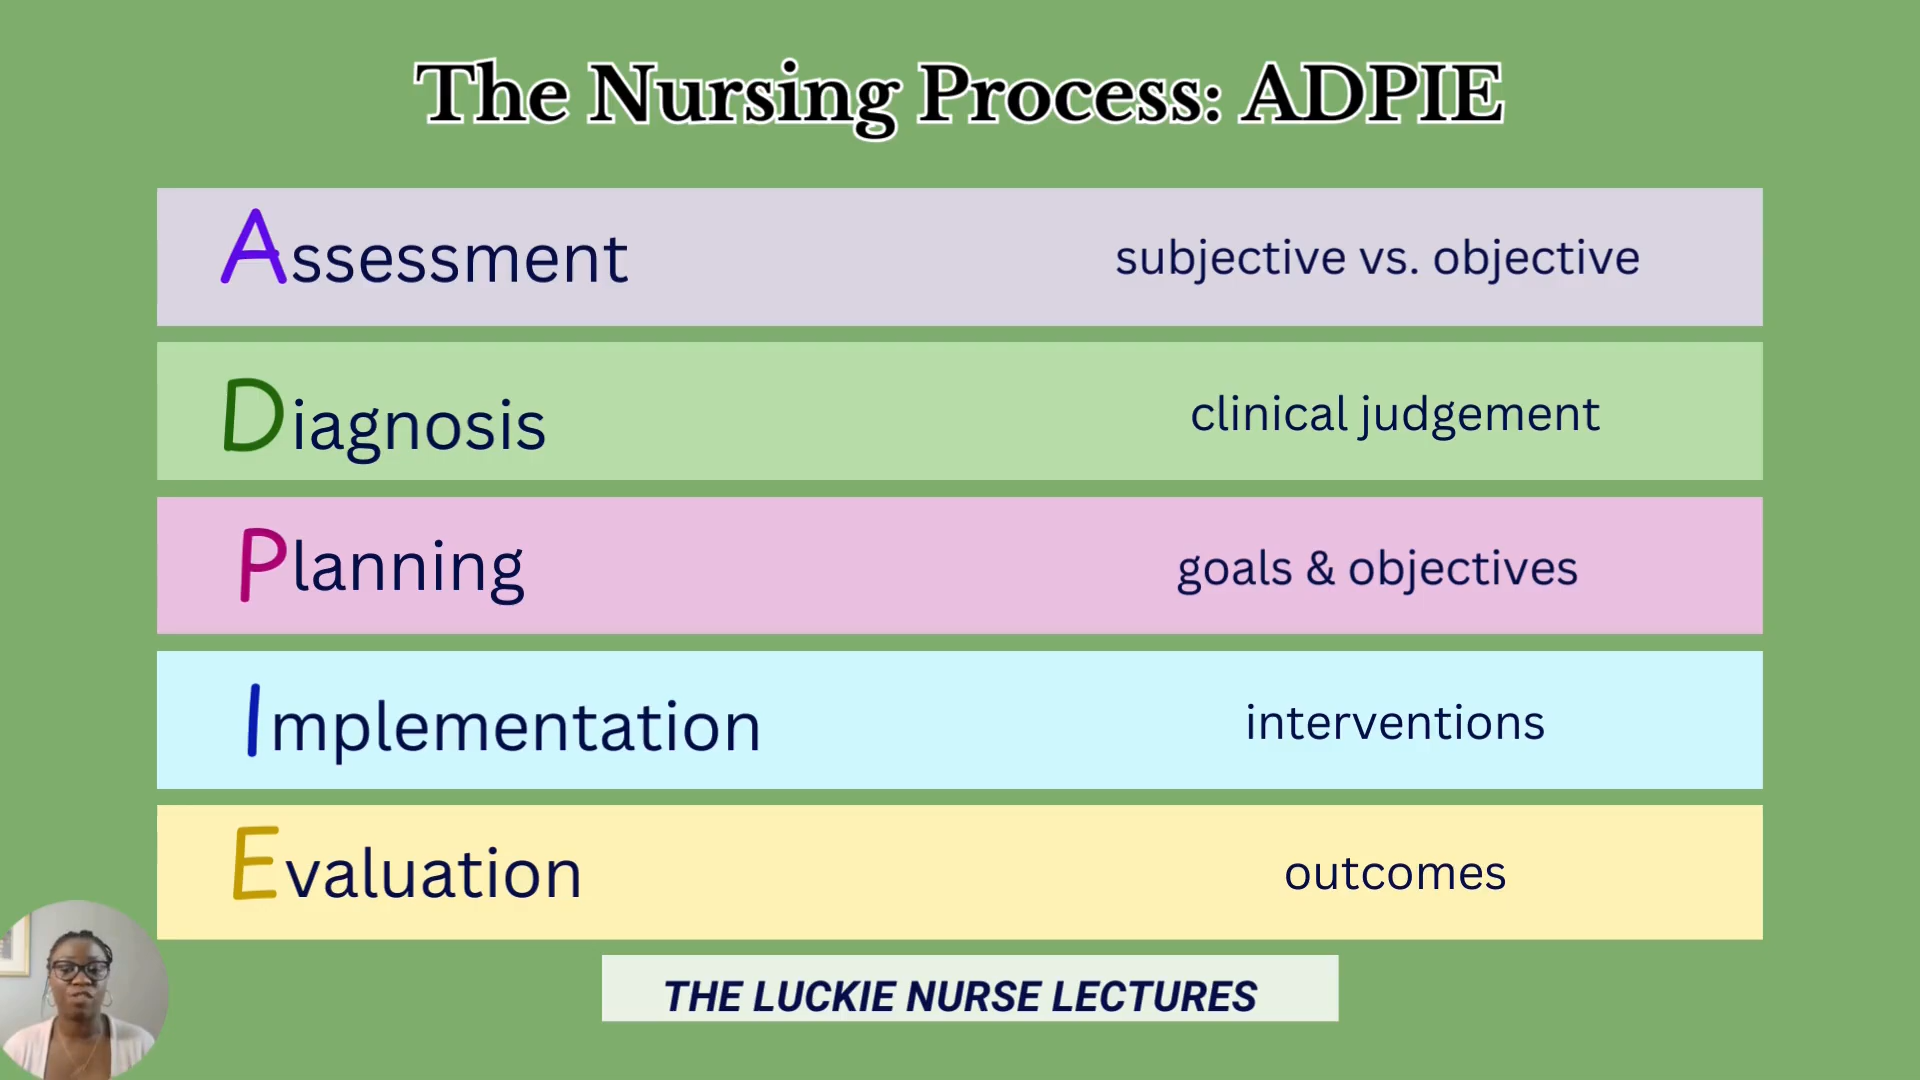 The Nursing Process: ADPIE
Assessment subjective vs. objective
Diagnosis clinical judgement
Planning goals & objectives
Implementation interventions
Evaluation outcomes
THE LUCKIE NURSE LECTURES